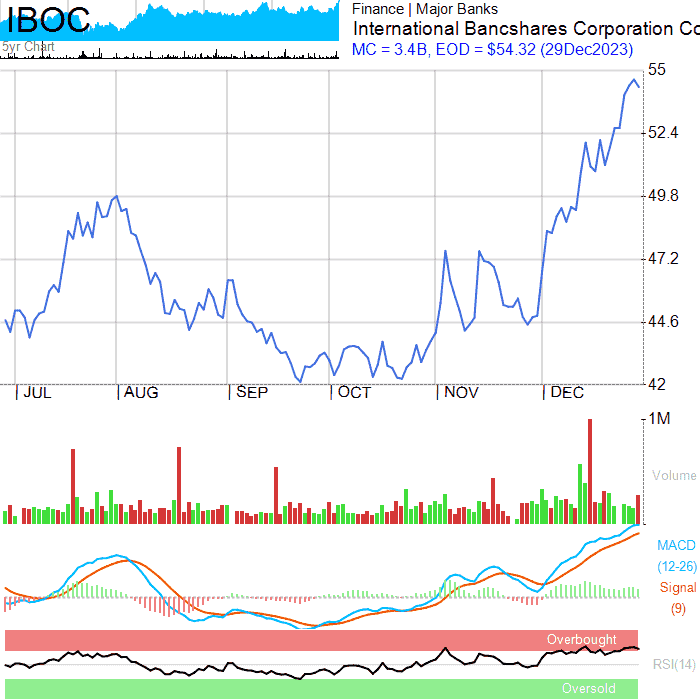 IBOC
5yr Chart
Finance | Major Banks
International Bancshares Corporation Co
MC = 3.4B, EOD = $54.32 (29Dec2023)
55
52.4
49.8
47.2
44.6
42
JUL AUG SEP OCT NOV DEC
1M
Volume
MACD
(12-26)
Signal
(9)
Overbought
RSI(14)
Oversold